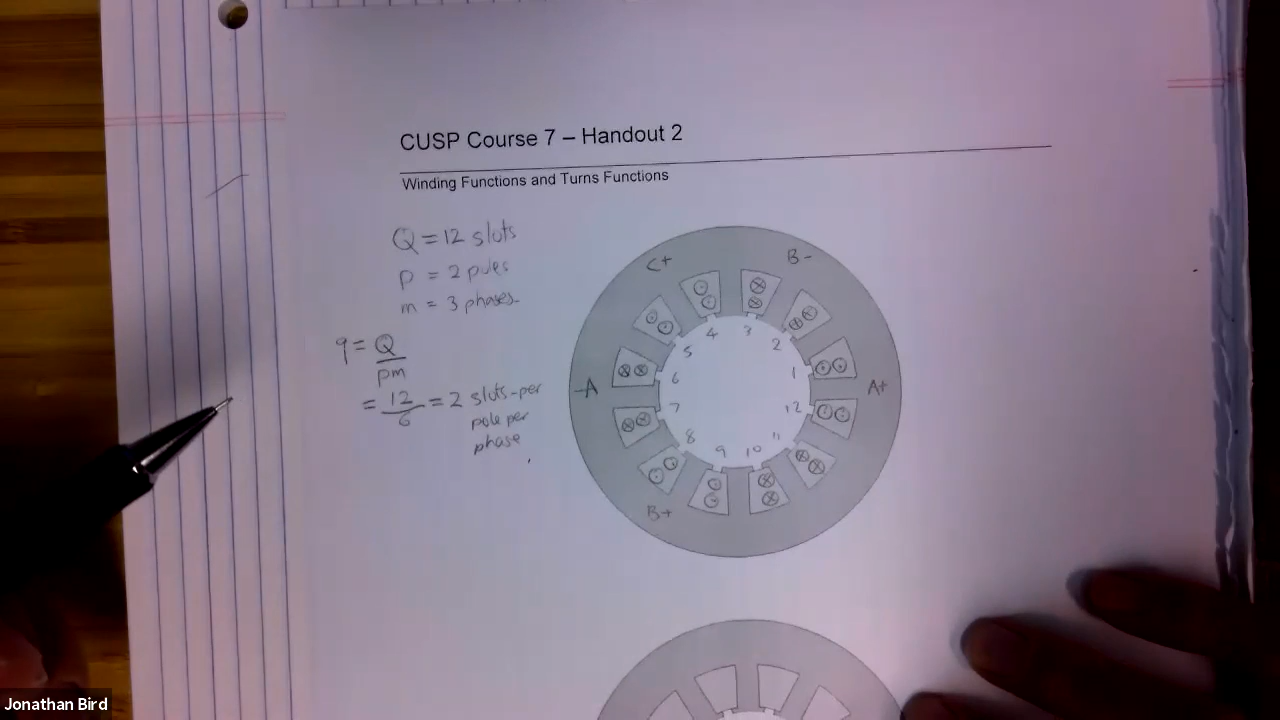 CUSP Course 7 – Handout 2
Winding Functions and Turns Functions
Q = 12 slots
p = 2 poles
m = 3 phases
q = Q
pm
= 12 = 2 slots-per
6
pole per
phase
C+
B-
4
3
5
2
6
1
-A
A+
7
12
8
11
9
10
B+
Jonathan Bird